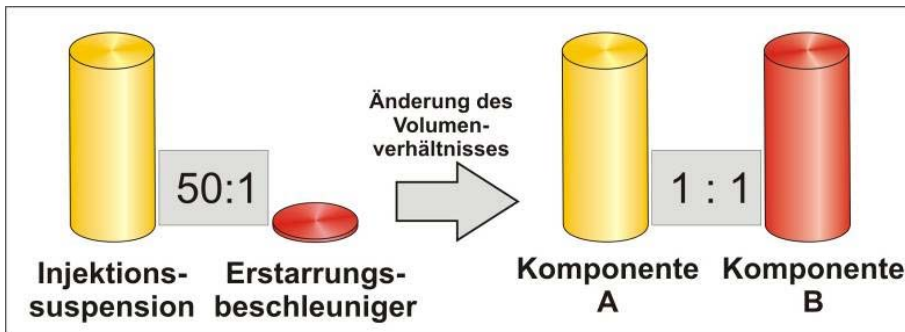 50:1
Injektions-
suspension
Erstarrungs-
beschleuniger
Änderung des
Volumen-
verhältnisses
1 : 1
Komponente
A
Komponente
B